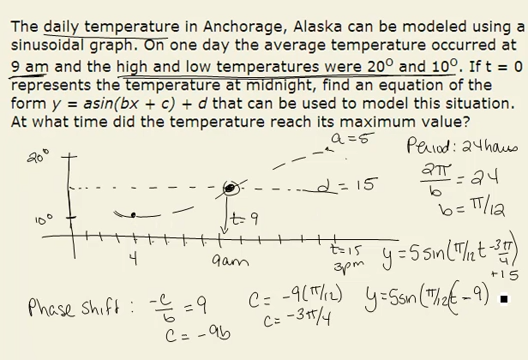 The daily temperature in Anchorage, Alaska can be modeled using a
sinusoidal graph. On one day the average temperature occurred at
9 am and the high and low temperatures were 20⁰ and 10⁰. If t = 0
represents the temperature at midnight, find an equation of the
form y = asin(bx + c) + d that can be used to model this situation.
At what time did the temperature reach its maximum value?
a=5
20°
d=15
10°
t=9
4
9am
t=15
3pm
Period: 24 hours
2π/b = 24
b = π/12
y=5sin(π/12 t - 3π/4)
+15
Phase Shift: -c/b = 9
c = -9b
c = -9(π/12)
c = -3π/4
y=5sin(π/12(t-9)